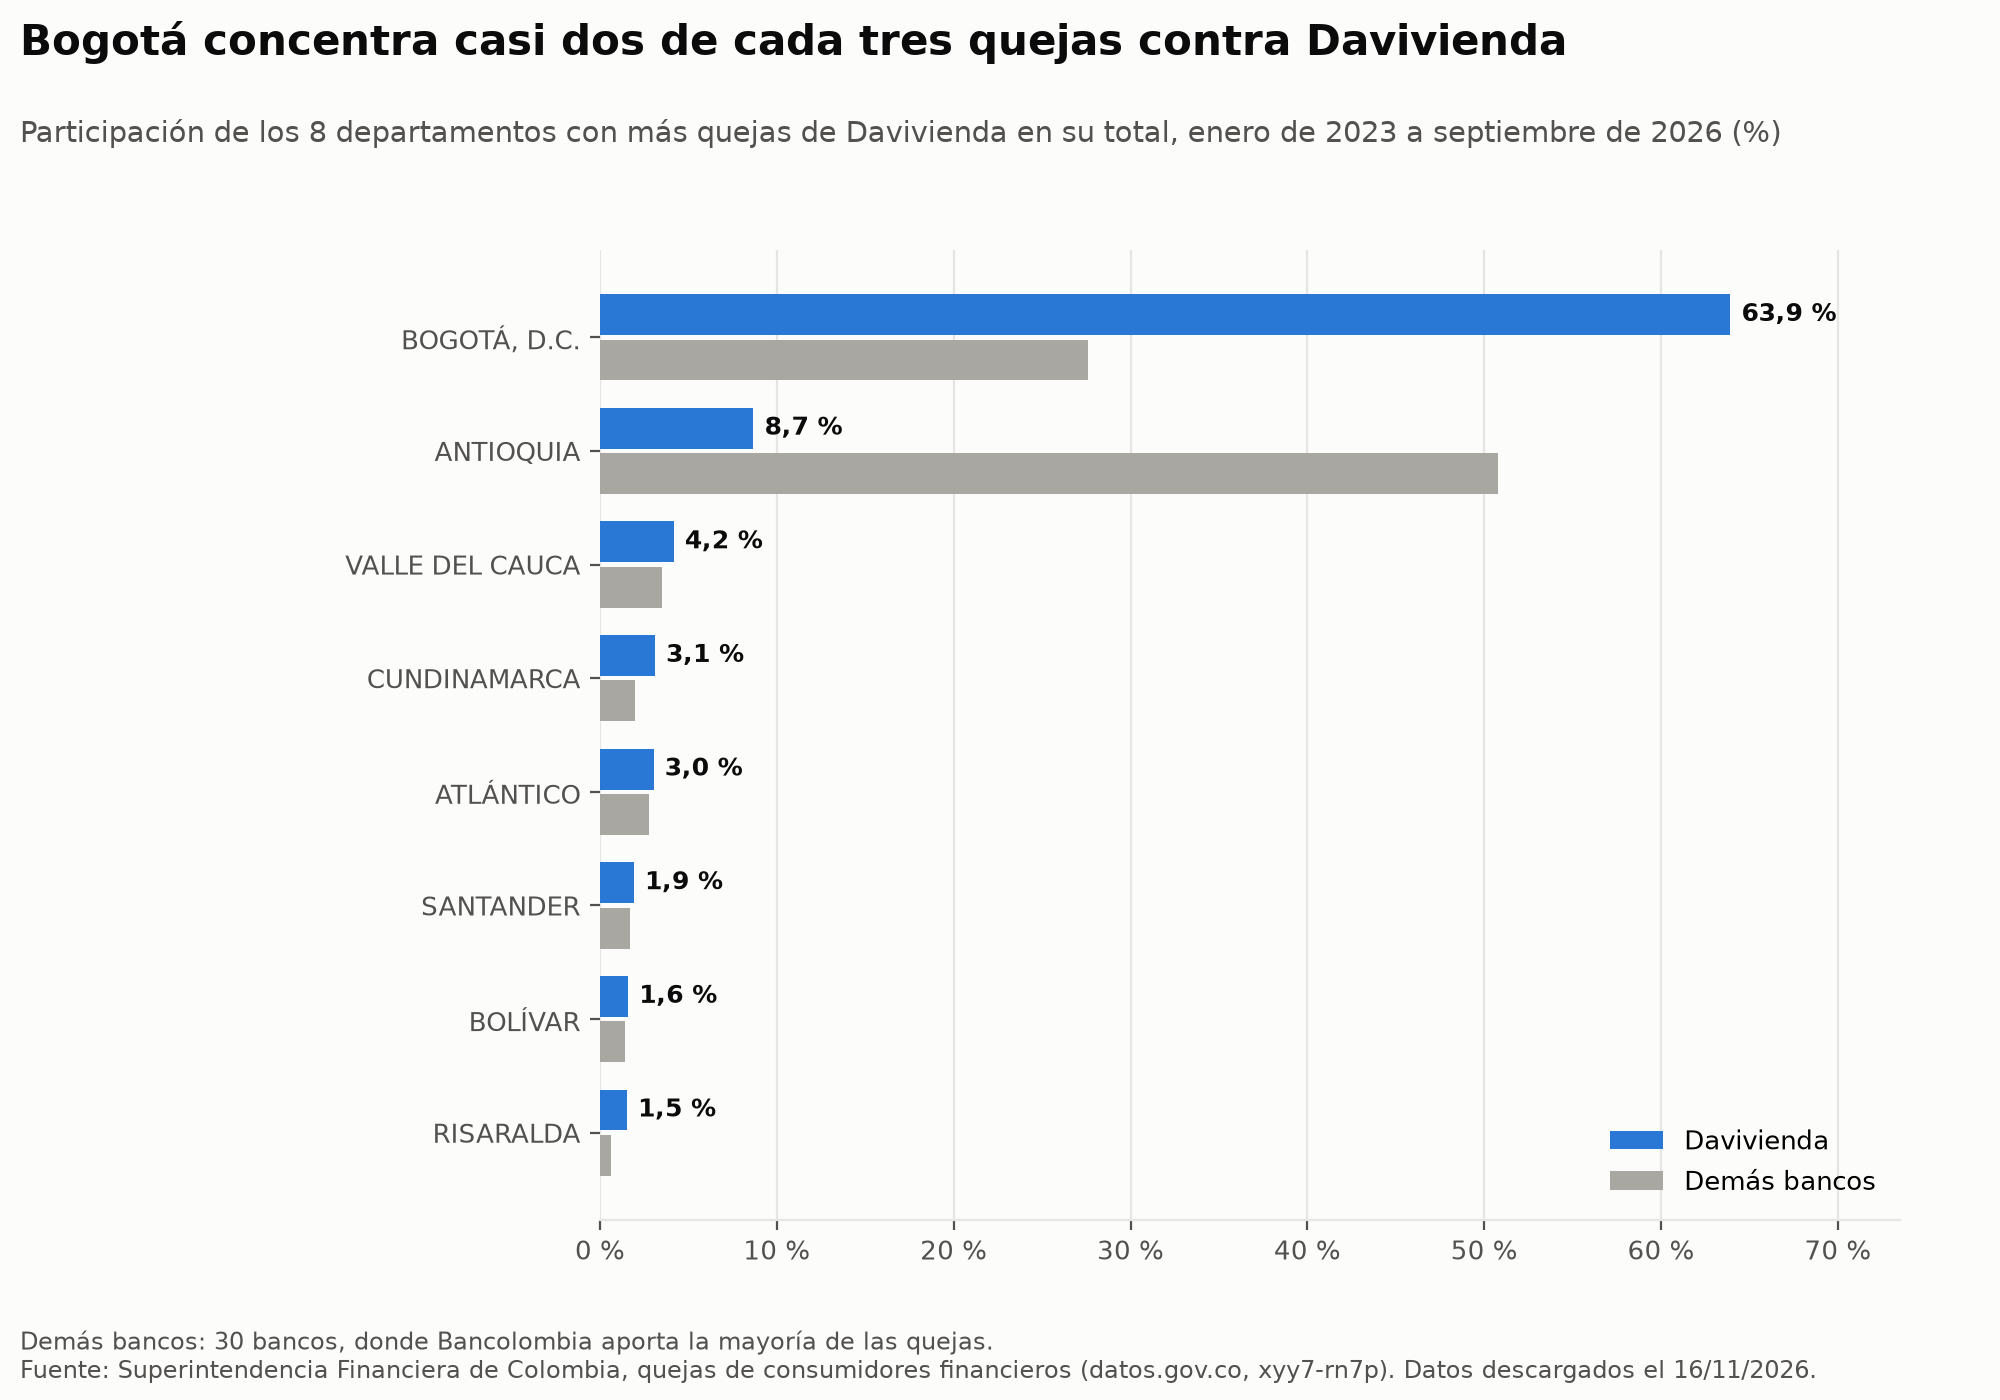 Bogotá concentra casi dos de cada tres quejas contra Davivienda
Participación de los 8 departamentos con más quejas de Davivienda en su total, enero de 2023 a septiembre de 2026 (%)
BOGOTÁ, D.C.
63,9 %
ANTIOQUIA
8,7 %
VALLE DEL CAUCA
4,2 %
CUNDINAMARCA
3,1 %
ATLÁNTICO
3,0 %
SANTANDER
1,9 %
BOLÍVAR
1,6 %
RISARALDA
1,5 %
Davivienda
Demás bancos
0 %
10 %
20 %
30 %
40 %
50 %
60 %
70 %
Demás bancos: 30 bancos, donde Bancolombia aporta la mayoría de las quejas.
Fuente: Superintendencia Financiera de Colombia, quejas de consumidores financieros (datos.gov.co, xyy7-rn7p). Datos descargados el 16/11/2026.